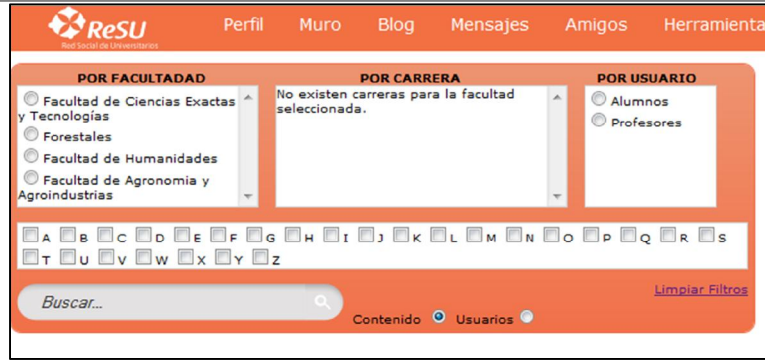 ReSU
Red Social de Universitarios
Perfil Muro Blog Mensajes Amigos Herramienta
POR FACULTADAD
Facultad de Ciencias Exactas
y Tecnologías
Forestales
Facultad de Humanidades
Facultad de Agronomia y
Agroindustrias
POR CARRERA
No existen carreras para la facultad
seleccionada.
POR USUARIO
Alumnos
Profesores
A B C D E F G H I J K L M N O P Q R S
T U V W X Y Z
Buscar...
Contenido Usuarios
Limpiar Filtros